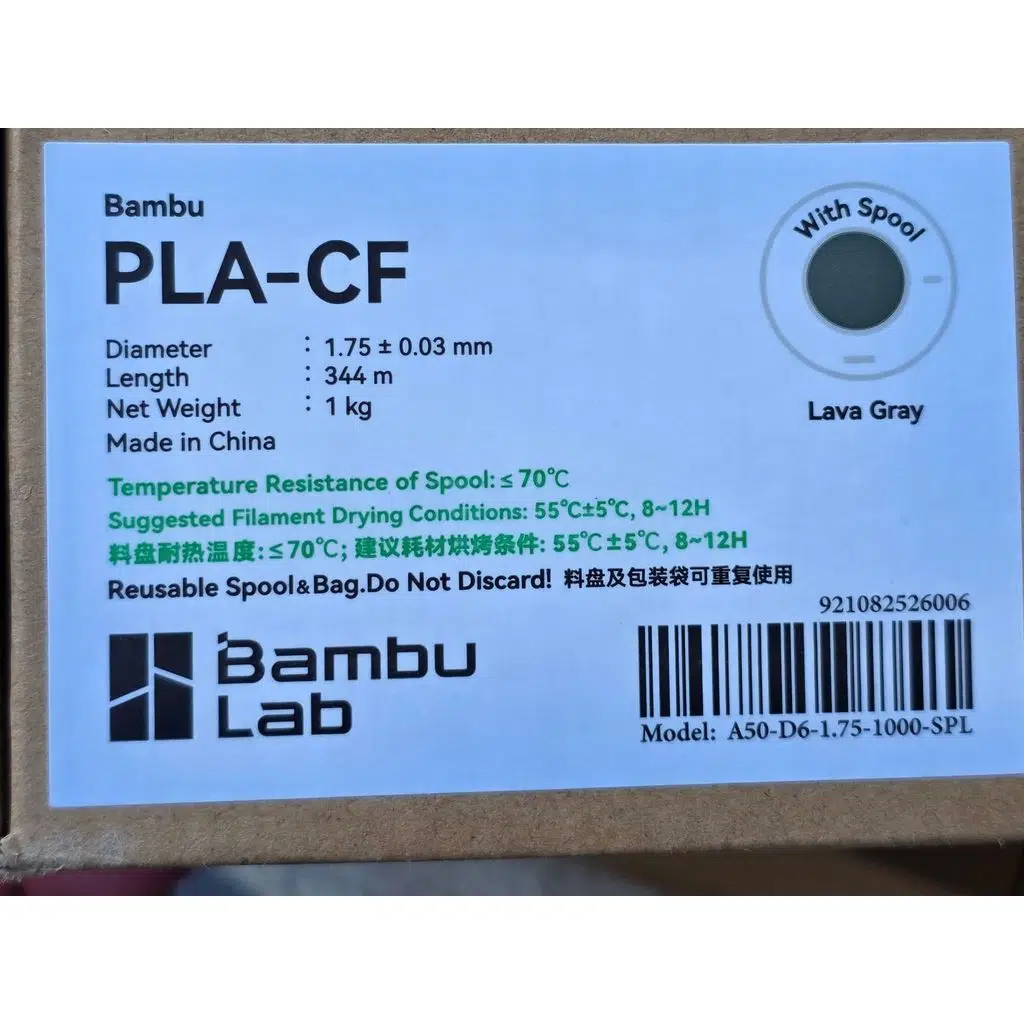 Bambu
PLA-CF
With Spool
Diameter : 1.75 ± 0.03 mm
Length : 344 m
Net Weight : 1 kg
Made in China
Lava Gray
Temperature Resistance of Spool: ≤ 70℃
Suggested Filament Drying Conditions: 55℃±5℃, 8~12H
料盘耐热温度:≤70℃; 建议耗材烘烤条件: 55℃±5℃, 8~12H
Reusable Spool&Bag.Do Not Discard! 料盘及包装袋可重复使用
921082526006
Bambu
Lab
Model: A50-D6-1.75-1000-SPL